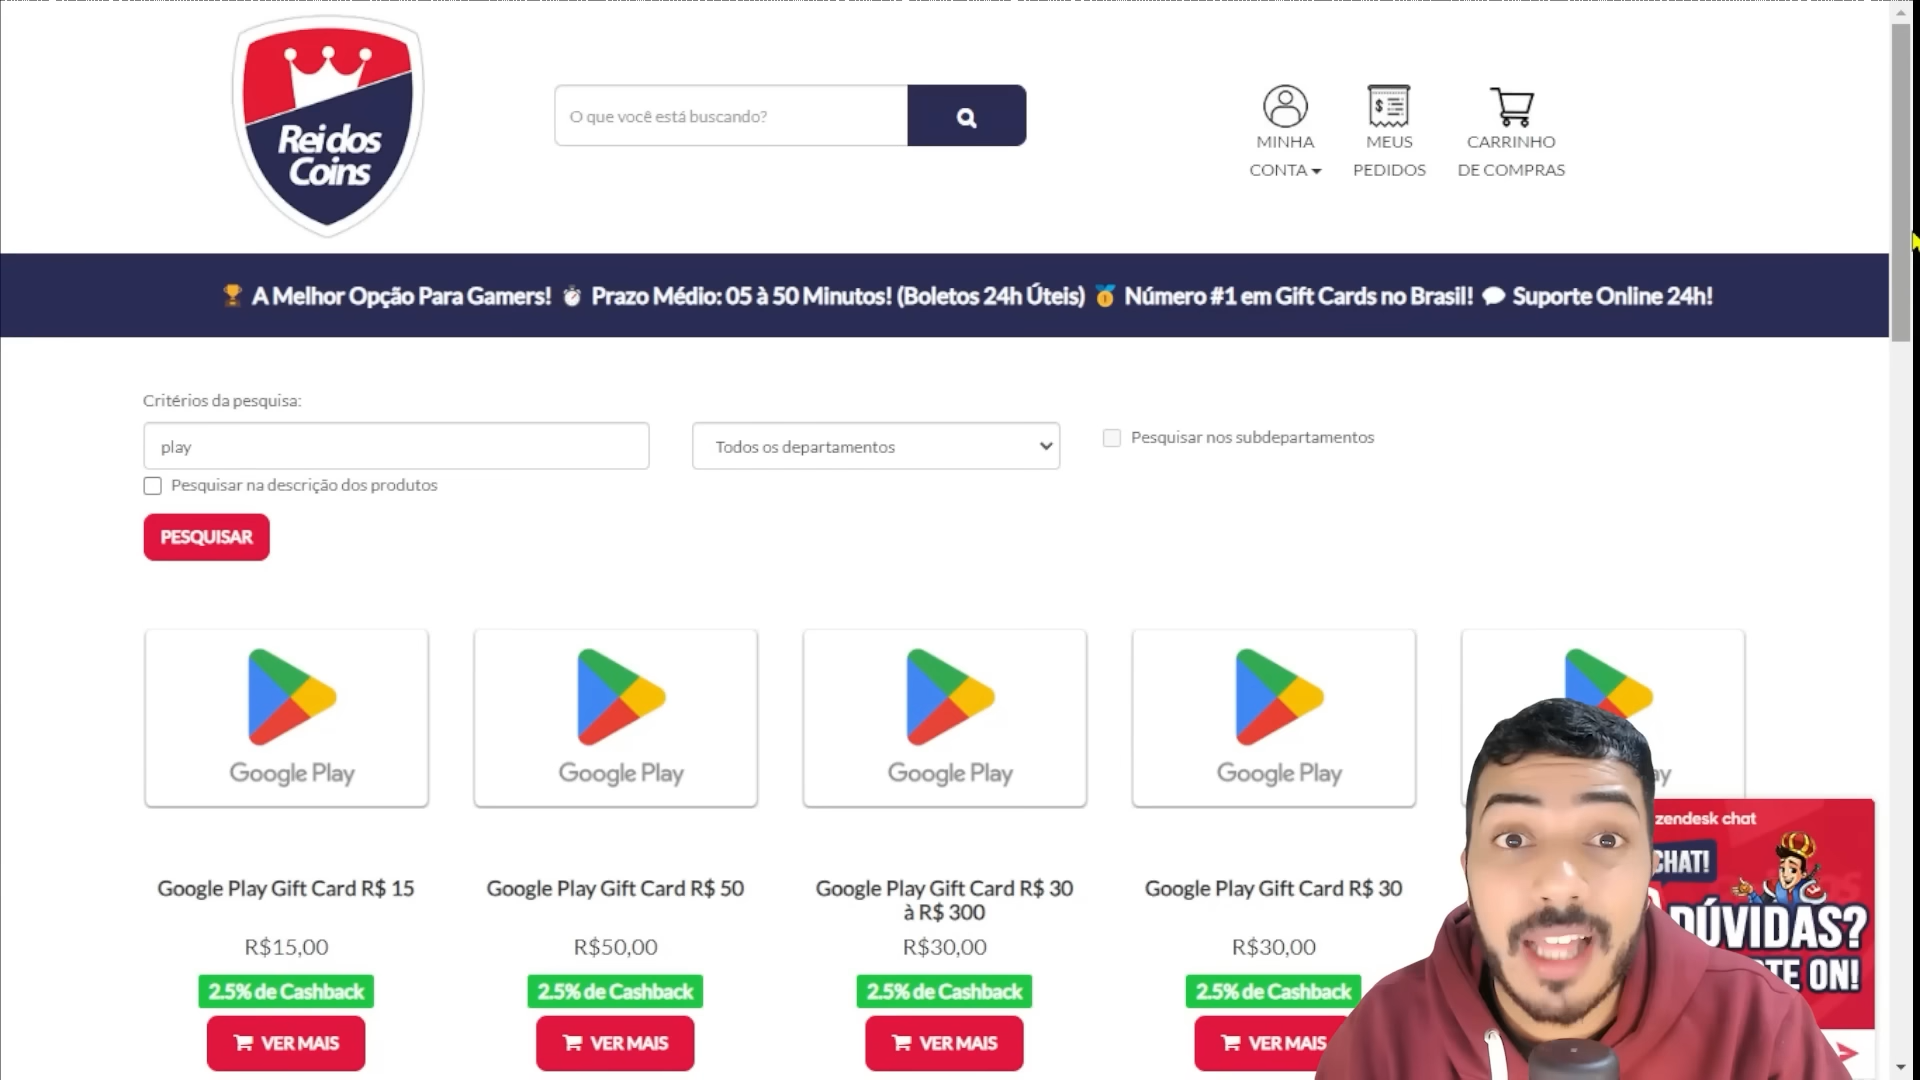 Rei dos
Coins
O que você está buscando?
MINHA
CONTA
MEUS
PEDIDOS
CARRINHO
DE COMPRAS
A Melhor Opção Para Gamers! Prazo Médio: 05 à 50 Minutos! (Boletos 24h Úteis) Número #1 em Gift Cards no Brasil! Suporte Online 24h!
Critérios da pesquisa:
play
Todos os departamentos
Pesquisar nos subdepartamentos
Pesquisar na descrição dos produtos
PESQUISAR
Google Play
Google Play
Google Play
Google Play
zendesk chat
CHAT!
DÚVIDAS?
ON!
Google Play Gift Card R$ 15
R$15,00
2.5% de Cashback
VER MAIS
Google Play Gift Card R$ 50
R$50,00
2.5% de Cashback
VER MAIS
Google Play Gift Card R$ 30
à R$ 300
R$30,00
2.5% de Cashback
VER MAIS
Google Play Gift Card R$ 30
R$30,00
2.5% de Cashback
VER MAIS